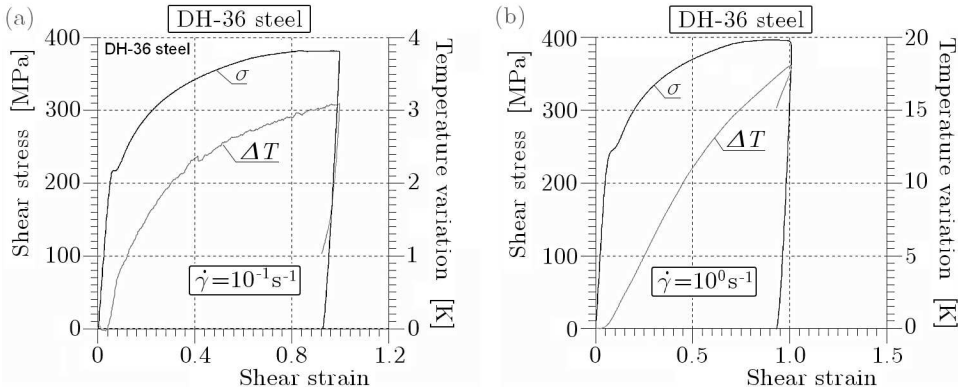 (a)
DH-36 steel
DH-36 steel
Shear stress [MPa]
400
300
200
100
0
σ
ΔT
γ̇=10⁻¹s⁻¹
0.0
0.4
0.8
1.2
Shear strain
4
3
2
1
0
Temperature variation [K]
(b)
DH-36 steel
Shear stress [MPa]
400
300
200
100
0
σ
ΔT
γ̇=10⁰s⁻¹
0
0.5
1.0
1.5
Shear strain
20
15
10
5
0
Temperature variation [K]